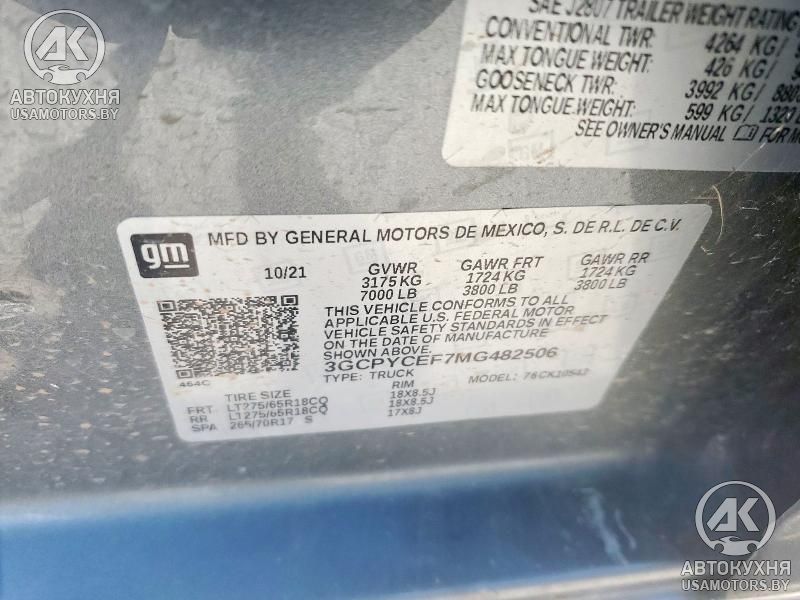 AK
АВТОКУХНЯ
USAMOTORS.BY
SAE J2807 TRAILER WEIGHT RATING
CONVENTIONAL TWR: 4264 KG /
MAX TONGUE WEIGHT: 426 KG /
GOOSENECK TWR: 3992 KG / 880
MAX TONGUE WEIGHT: 599 KG / 1320
SEE OWNER'S MANUAL FOR
gm MFD BY GENERAL MOTORS DE MEXICO, S. DE R.L. DE C.V.
10/21 GVWR GAWR FRT GAWR RR
3175 KG 1724 KG 1724 KG
7000 LB 3800 LB 3800 LB
THIS VEHICLE CONFORMS TO ALL
APPLICABLE U.S. FEDERAL MOTOR
VEHICLE SAFETY STANDARDS IN EFFECT
ON THE DATE OF MANUFACTURE
SHOWN ABOVE.
3GCPYCEF7MG482506
464C TYPE: TRUCK MODEL:
TIRE SIZE RIM
FRT LT275/65R18CQ 18X8.5J
RR LT275/65R18CQ 18X8.5J
SPA 265/70R17 S 17X8J
AK
АВТОКУХНЯ
USAMOTORS.BY